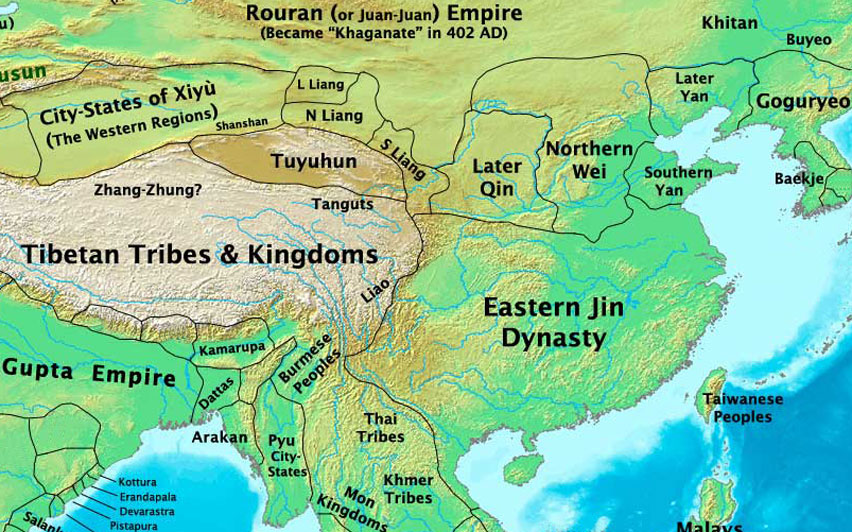 Rouran (or Juan-Juan) Empire
(Became “Khaganate” in 402 AD)
Khitan
Buyeo
usun
City-States of Xiyù
(The Western Regions)
Shanshan
L Liang
N Liang
S Liang
Later
Yan
Goguryeo
Tuyuhun
Later
Qin
Northern
Wei
Southern
Yan
Baekje
Zhang-Zhung?
Tanguts
Tibetan Tribes & Kingdoms
Liao
Eastern Jin
Dynasty
Gupta Empire
Kamarupa
Burmese
Peoples
Dattas
Arakan
Pyu
City-
States
Thai
Tribes
Taiwanese
Peoples
Khmer
Tribes
Mon
Kingdoms
Kottura
Erandapala
Devarastra
Pistapura
Salank
Malays